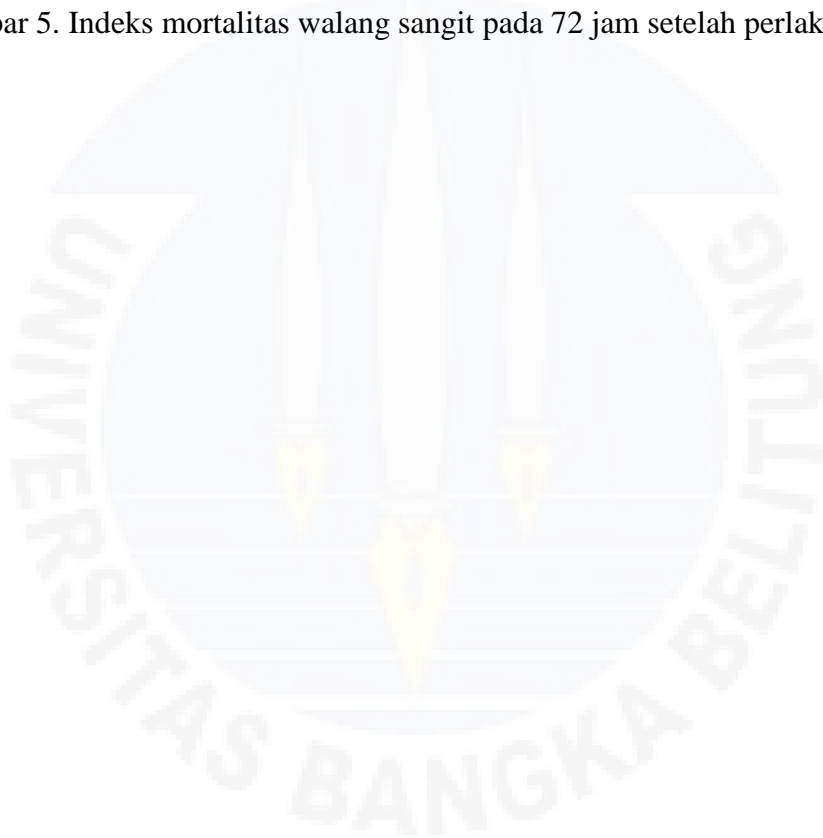 bar 5. Indeks mortalitas walang sangit pada 72 jam setelah perlak
UNIVERSITAS BANGKA BELITUNG